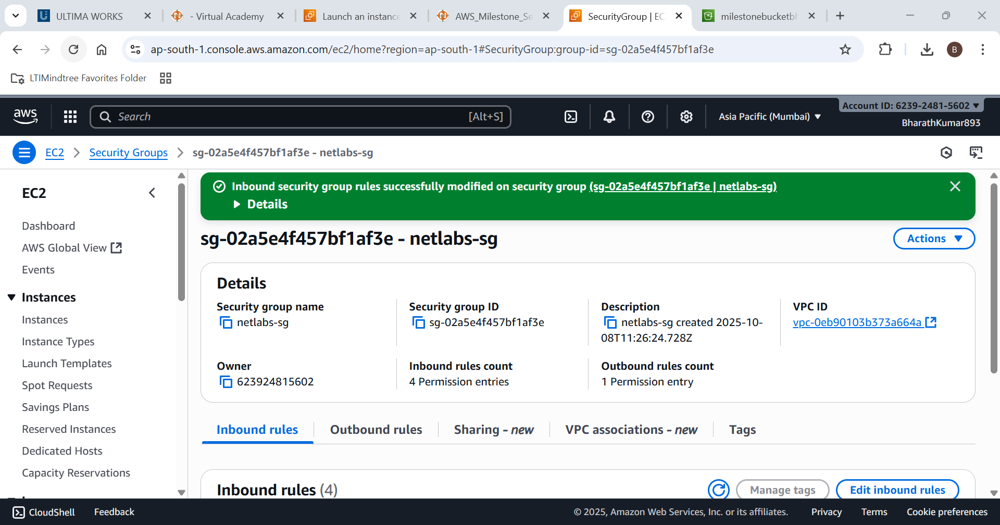 ULTIMA WORKS
- Virtual Academy
Launch an instance
AWS_Milestone_Se
SecurityGroup | EC
milestonebucketbh
ap-south-1.console.aws.amazon.com/ec2/home?region=ap-south-1#SecurityGroup:group-id=sg-02a5e4f457bf1af3e
B
LTIMindtree Favorites Folder
aws
Search
[Alt+S]
Asia Pacific (Mumbai)
Account ID: 6239-2481-5602
BharathKumar893
EC2
Security Groups
sg-02a5e4f457bf1af3e - netlabs-sg
EC2
Dashboard
AWS Global View
Events
Instances
Instances
Instance Types
Launch Templates
Spot Requests
Savings Plans
Reserved Instances
Dedicated Hosts
Capacity Reservations
Inbound security group rules successfully modified on security group (sg-02a5e4f457bf1af3e | netlabs-sg)
Details
sg-02a5e4f457bf1af3e - netlabs-sg
Actions
Details
Security group name
netlabs-sg
Security group ID
sg-02a5e4f457bf1af3e
Description
netlabs-sg created 2025-10-
08T11:26:24.728Z
VPC ID
vpc-0eb90103b373a664a
Owner
623924815602
Inbound rules count
4 Permission entries
Outbound rules count
1 Permission entry
Inbound rules
Outbound rules
Sharing - new
VPC associations - new
Tags
Inbound rules (4)
Manage tags
Edit inbound rules
CloudShell
Feedback
© 2025, Amazon Web Services, Inc. or its affiliates.
Privacy
Terms
Cookie preferences